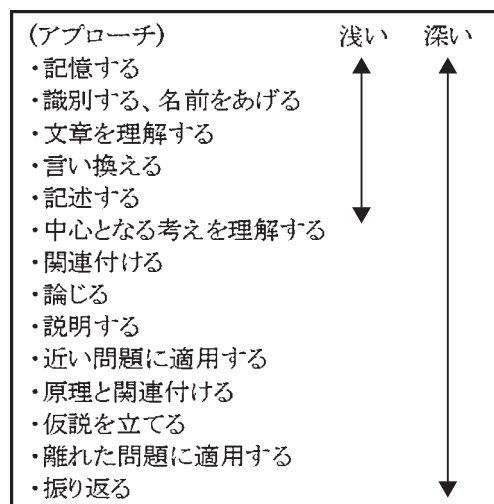 (アプローチ) 浅い 深い
・記憶する
・識別する、名前をあげる
・文章を理解する
・言い換える
・記述する
・中心となる考えを理解する
・関連付ける
・論じる
・説明する
・近い問題に適用する
・原理と関連付ける
・仮説を立てる
・離れた問題に適用する
・振り返る